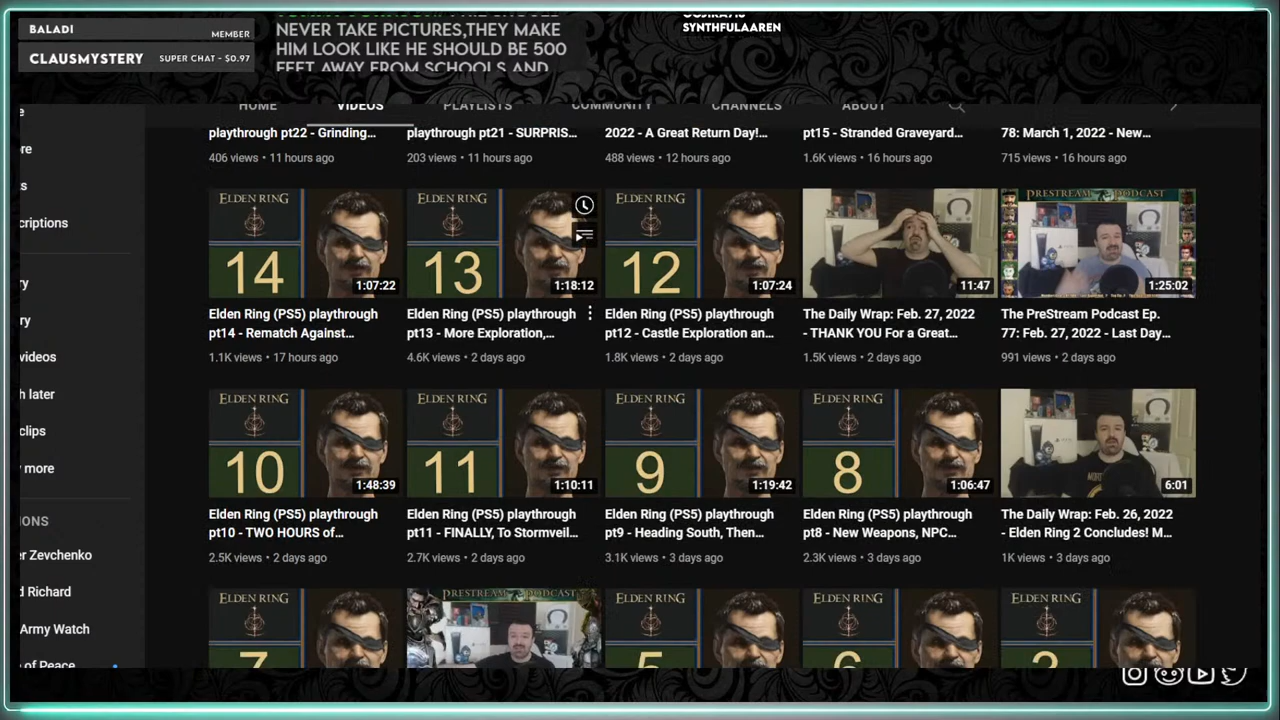 BALADI
MEMBER
CLAUSMYSTERY
SUPER CHAT - $0.97
NEVER TAKE PICTURES,THEY MAKE
HIM LOOK LIKE HE SHOULD BE 500
FEET AWAY FROM SCHOOLS AND
SYNTHFULAAREN
HOME
VIDEOS
PLAYLISTS
COMMUNITY
CHANNELS
ABOUT
playthrough pt22 - Grinding...
406 views • 11 hours ago
playthrough pt21 - SURPRIS...
203 views • 11 hours ago
2022 - A Great Return Day!...
488 views • 12 hours ago
pt15 - Stranded Graveyard...
1.6K views • 16 hours ago
78: March 1, 2022 - New...
715 views • 16 hours ago
criptions
videos
h later
clips
more
IONS
er Zevchenko
d Richard
Army Watch
of Peace
ELDEN RING
14
1:07:22
Elden Ring (PS5) playthrough
pt14 - Rematch Against...
1.1K views • 17 hours ago
ELDEN RING
13
1:18:12
Elden Ring (PS5) playthrough
pt13 - More Exploration,...
4.6K views • 2 days ago
ELDEN RING
12
1:07:24
Elden Ring (PS5) playthrough
pt12 - Castle Exploration an...
1.8K views • 2 days ago
11:47
The Daily Wrap: Feb. 27, 2022
- THANK YOU For a Great...
1.5K views • 2 days ago
PRESTREAM PODCAST
1:25:02
The PreStream Podcast Ep.
77: Feb. 27, 2022 - Last Day...
991 views • 2 days ago
ELDEN RING
10
1:48:39
Elden Ring (PS5) playthrough
pt10 - TWO HOURS of...
2.5K views • 2 days ago
ELDEN RING
11
1:10:11
Elden Ring (PS5) playthrough
pt11 - FINALLY, To Stormveil...
2.7K views • 2 days ago
ELDEN RING
9
1:19:42
Elden Ring (PS5) playthrough
pt9 - Heading South, Then...
3.1K views • 3 days ago
ELDEN RING
8
1:06:47
Elden Ring (PS5) playthrough
pt8 - New Weapons, NPC...
2.3K views • 3 days ago
6:01
The Daily Wrap: Feb. 26, 2022
- Elden Ring 2 Concludes! M...
1K views • 3 days ago
ELDEN RING
7
PRESTREAM PODCAST
ELDEN RING
5
ELDEN RING
6
ELDEN RING